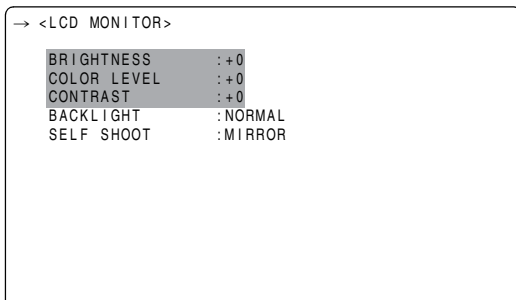 → <LCD MONITOR>
BRIGHTNESS :+0
COLOR LEVEL :+0
CONTRAST :+0
BACKLIGHT :NORMAL
SELF SHOOT :MIRROR